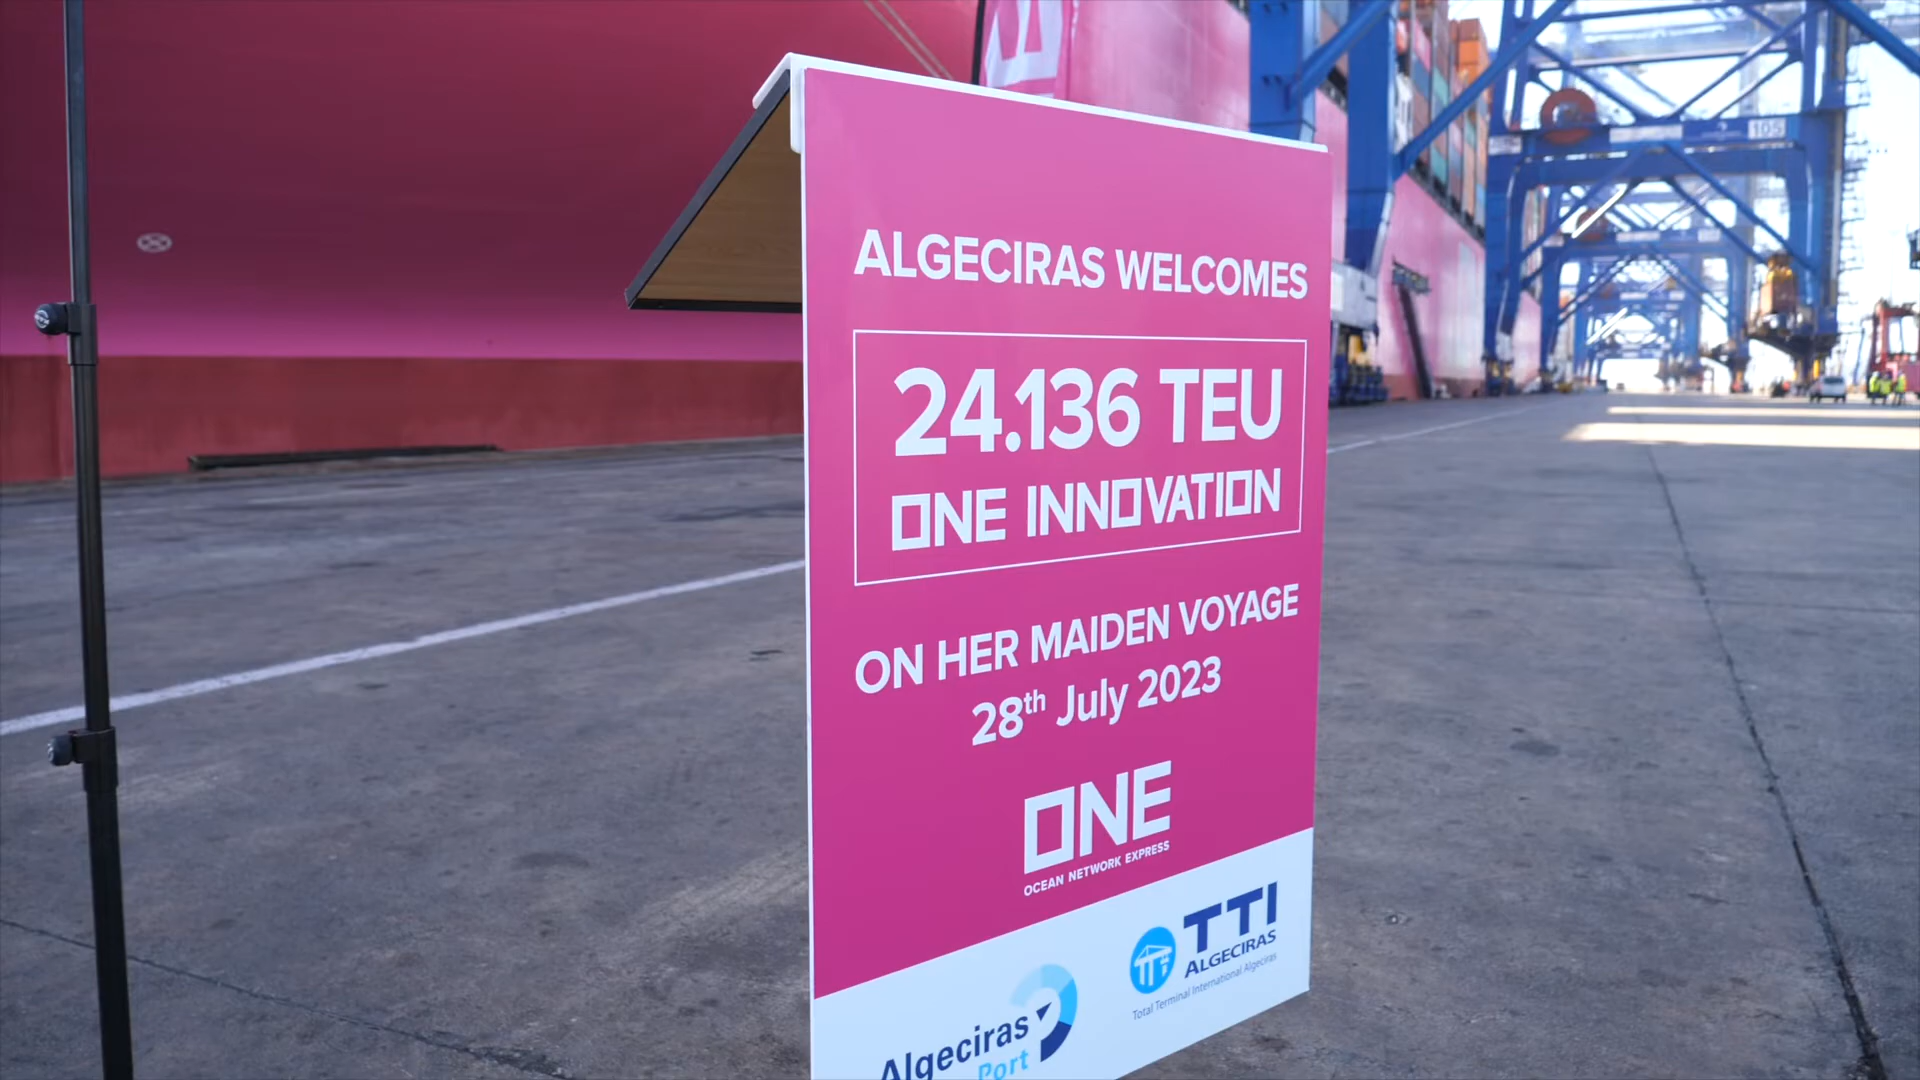 105
ALGECIRAS WELCOMES
24.136 TEU
ONE INNOVATION
ON HER MAIDEN VOYAGE
28th July 2023
ONE
OCEAN NETWORK EXPRESS
TTI
ALGECIRAS
Total Terminal International Algeciras
Algeciras
Port